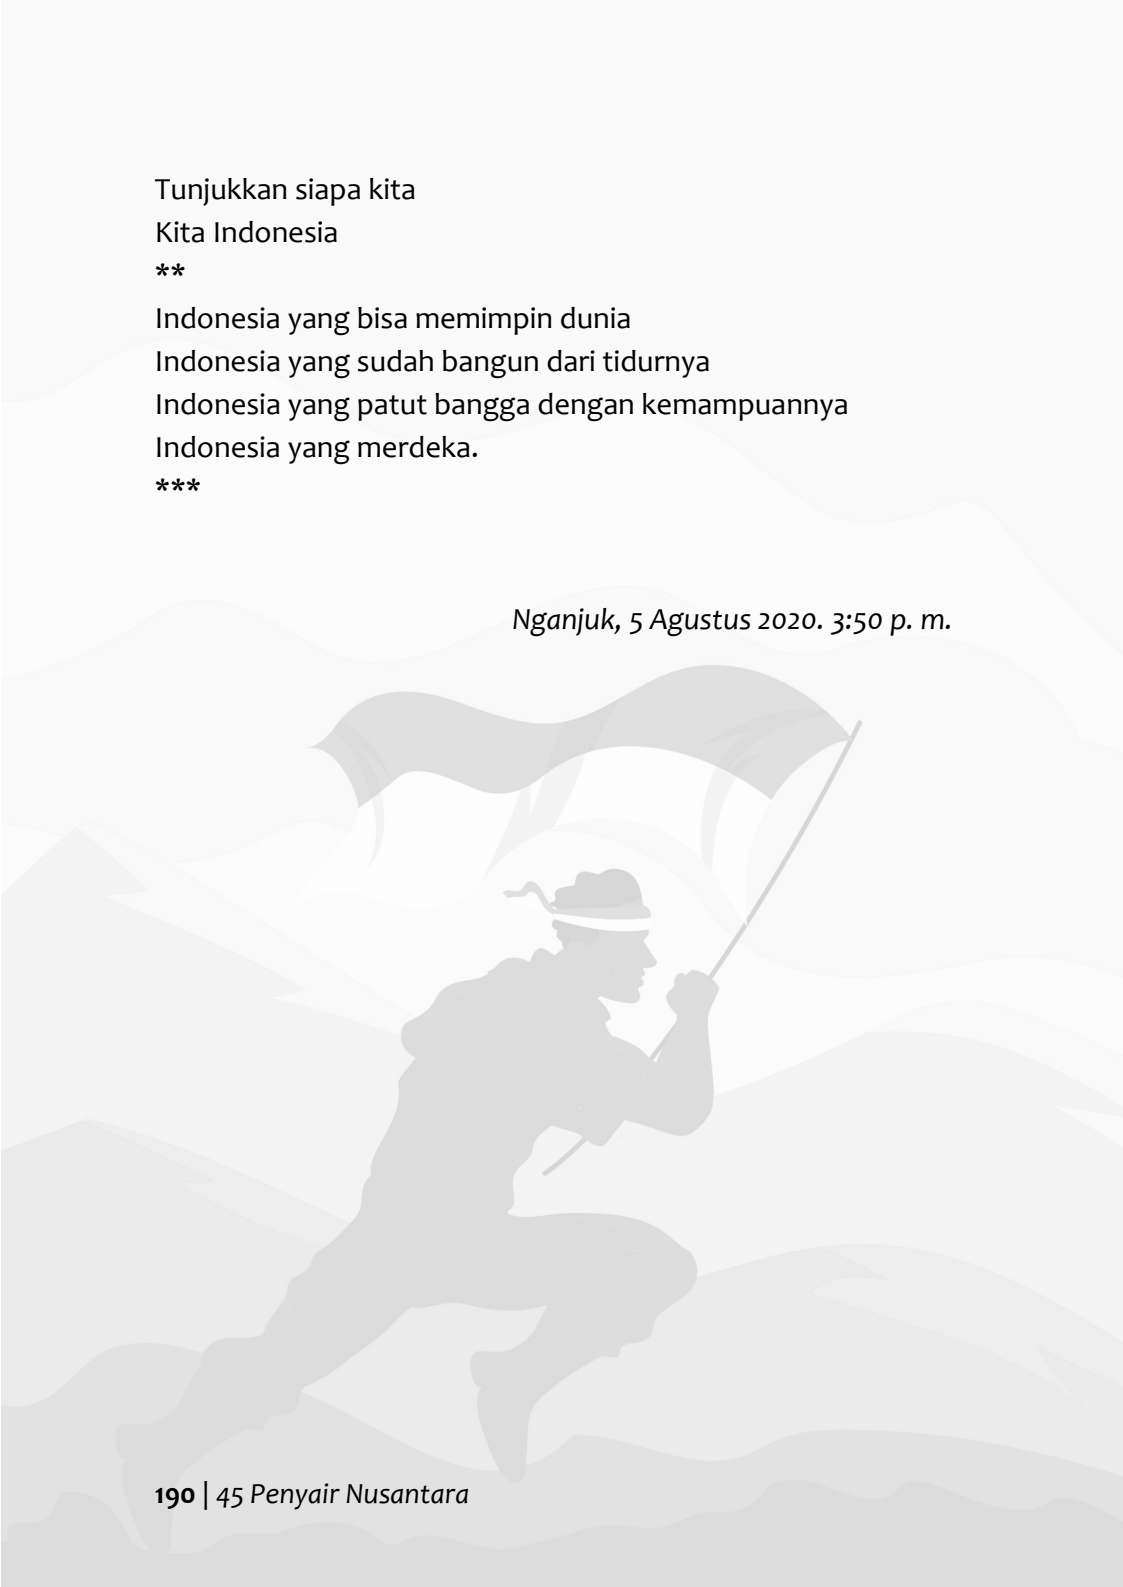 Tunjukkan siapa kita
Kita Indonesia
**
Indonesia yang bisa memimpin dunia
Indonesia yang sudah bangun dari tidurnya
Indonesia yang patut bangga dengan kemampuannya
Indonesia yang merdeka.
***
Nganjuk, 5 Agustus 2020. 3:50 p. m.
190 | 45 Penyair Nusantara